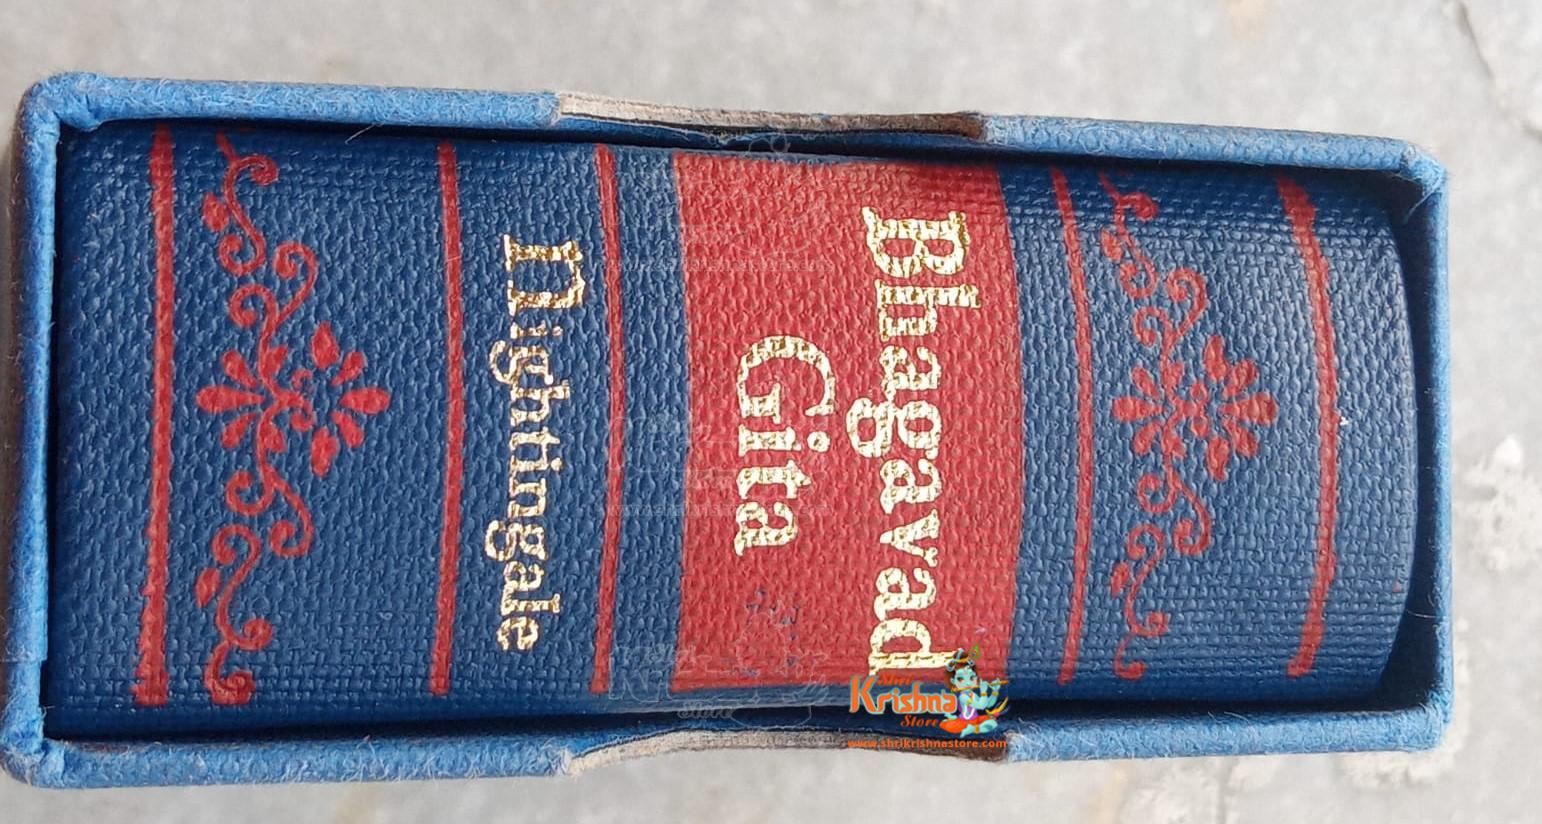 Bhagavad
Gita
Nightingale
Shri
Krishna
Store
www.shrikrishnastore.com